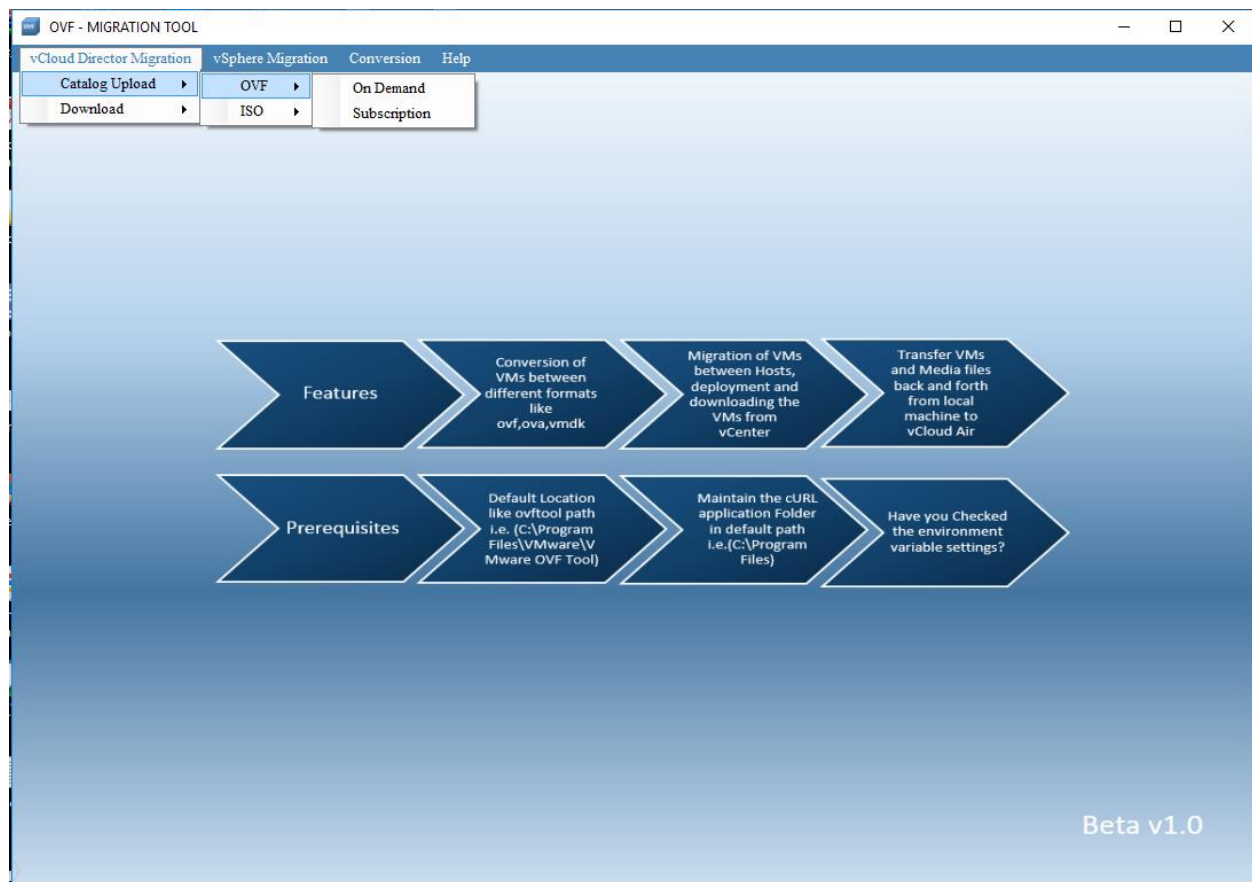 OVF - MIGRATION TOOL
vCloud Director Migration vSphere Migration Conversion Help
Catalog Upload OVF On Demand
Download ISO Subscription
Features
Conversion of
VMs between
different formats
like
ovf,ova,vmdk
Migration of VMs
between Hosts,
deployment and
downloading the
VMs from
vCenter
Transfer VMs
and Media files
back and forth
from local
machine to
vCloud Air
Prerequisites
Default Location
like ovftool path
i.e. (C:\Program
Files\VMware\V
Mware OVF Tool)
Maintain the cURL
application Folder
in default path
i.e.(C:\Program
Files)
Have you Checked
the environment
variable settings?
Beta v1.0